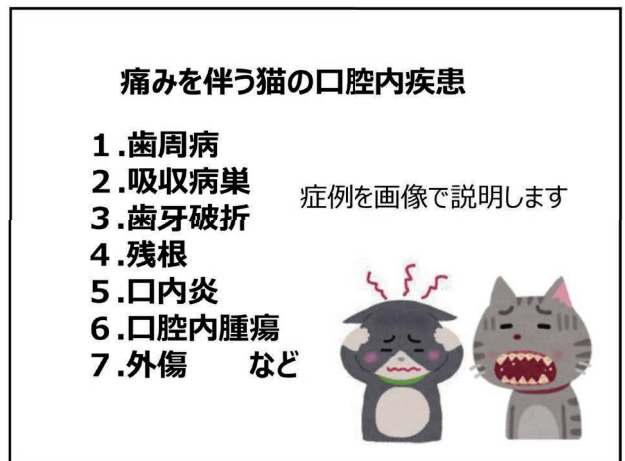 痛みを伴う猫の口腔内疾患
1.歯周病
2.吸収病巣
症例を画像で説明します
3.歯牙破折
4.残根
5.口内炎
6.口腔内腫瘍
7.外傷　　など